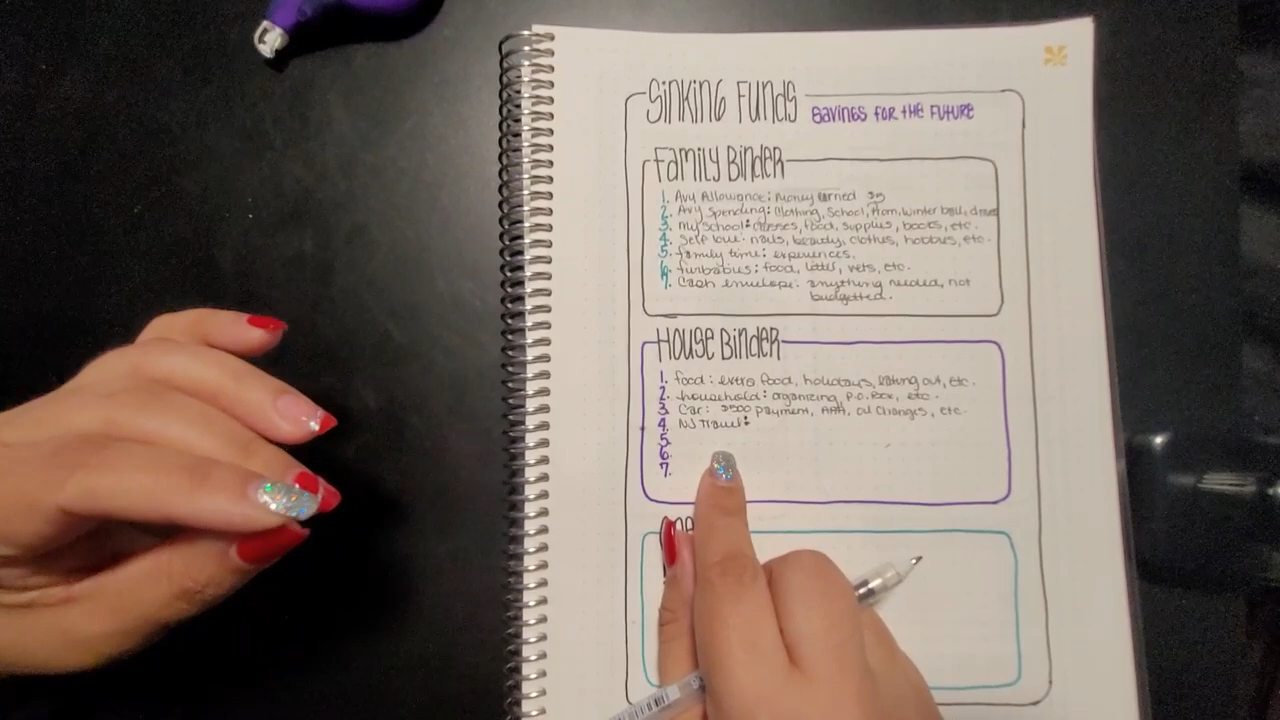 Sinking Funds
Savings for the Future
Family Binder
1. Avy Allowance: Money Earned
2. Avy Spending: Clothing, School, Prom, Winter ball, dress
3. My School: classes, food, supplies, books, etc.
4. Self love: nails, beauty, clothes, hobbies, etc.
5. family time: experiences.
6. furbabies: food, litter, vets, etc.
7. Cash envelope: anything needed, not
budgetted.
House Binder
1. food: extra food, holidays, eating out, etc.
2. household: organizing, P.O. Box, etc.
3. Car: $500 payment, AAA, oil changes, etc.
4. NJ Travel:
5.
6.
7.